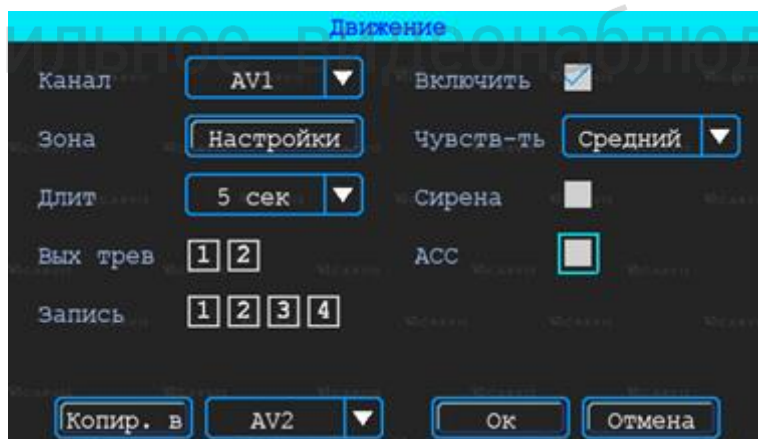 Движение
Канал AV1 Включить
Зона Настройки Чувств-ть Средний
Длит 5 сек Сирена
Вых трев 1 2 ACC
Запись 1 2 3 4
Копир. в AV2 Ок Отмена